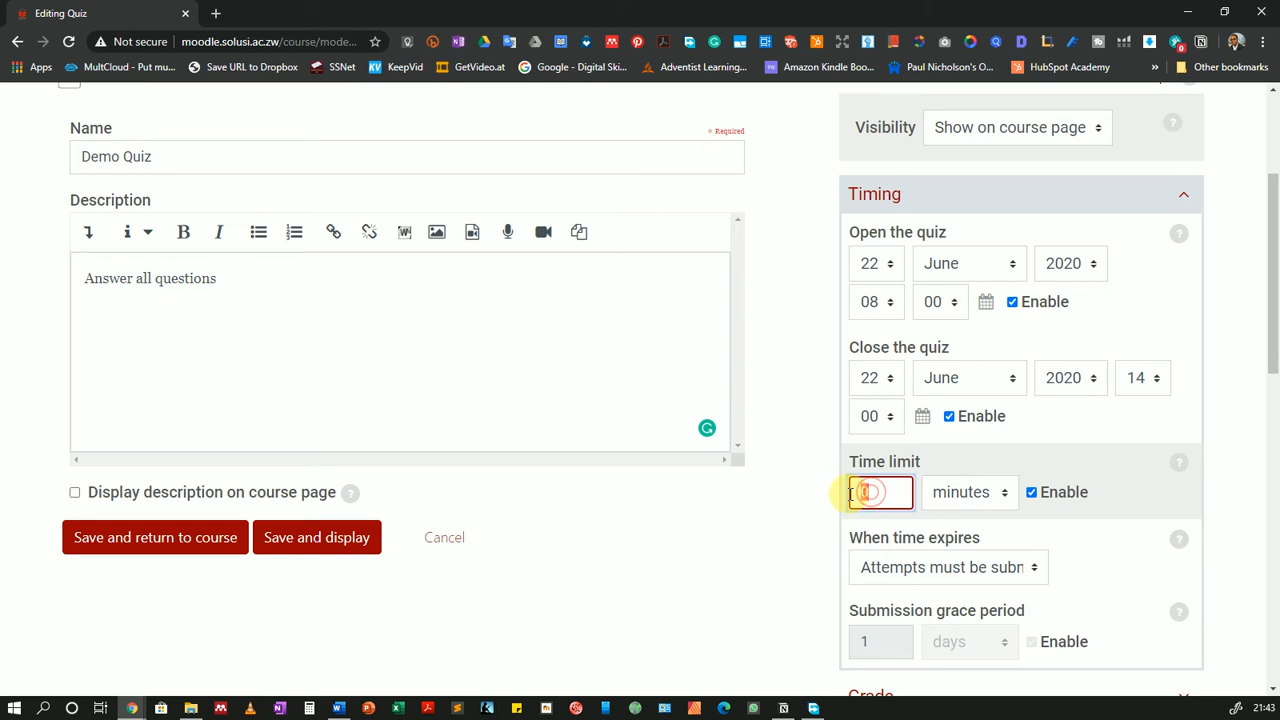 Editing Quiz
Not secure
moodle.solusi.ac.zw/course/mode...
Apps
MultCloud - Put mu...
Save URL to Dropbox
SSNet
KeepVid
GetVideo.at
Google - Digital Ski...
Adventist Learning...
Amazon Kindle Boo...
Paul Nicholson's O...
HubSpot Academy
»
Other bookmarks
Name
Required
Demo Quiz
Description
Answer all questions
Display description on course page
Save and return to course
Save and display
Cancel
Visibility
Show on course page
Timing
Open the quiz
22
June
2020
08
00
Enable
Close the quiz
22
June
2020
14
00
Enable
Time limit
0
minutes
Enable
When time expires
Attempts must be subm
Submission grace period
1
days
Enable
Grade
21:43